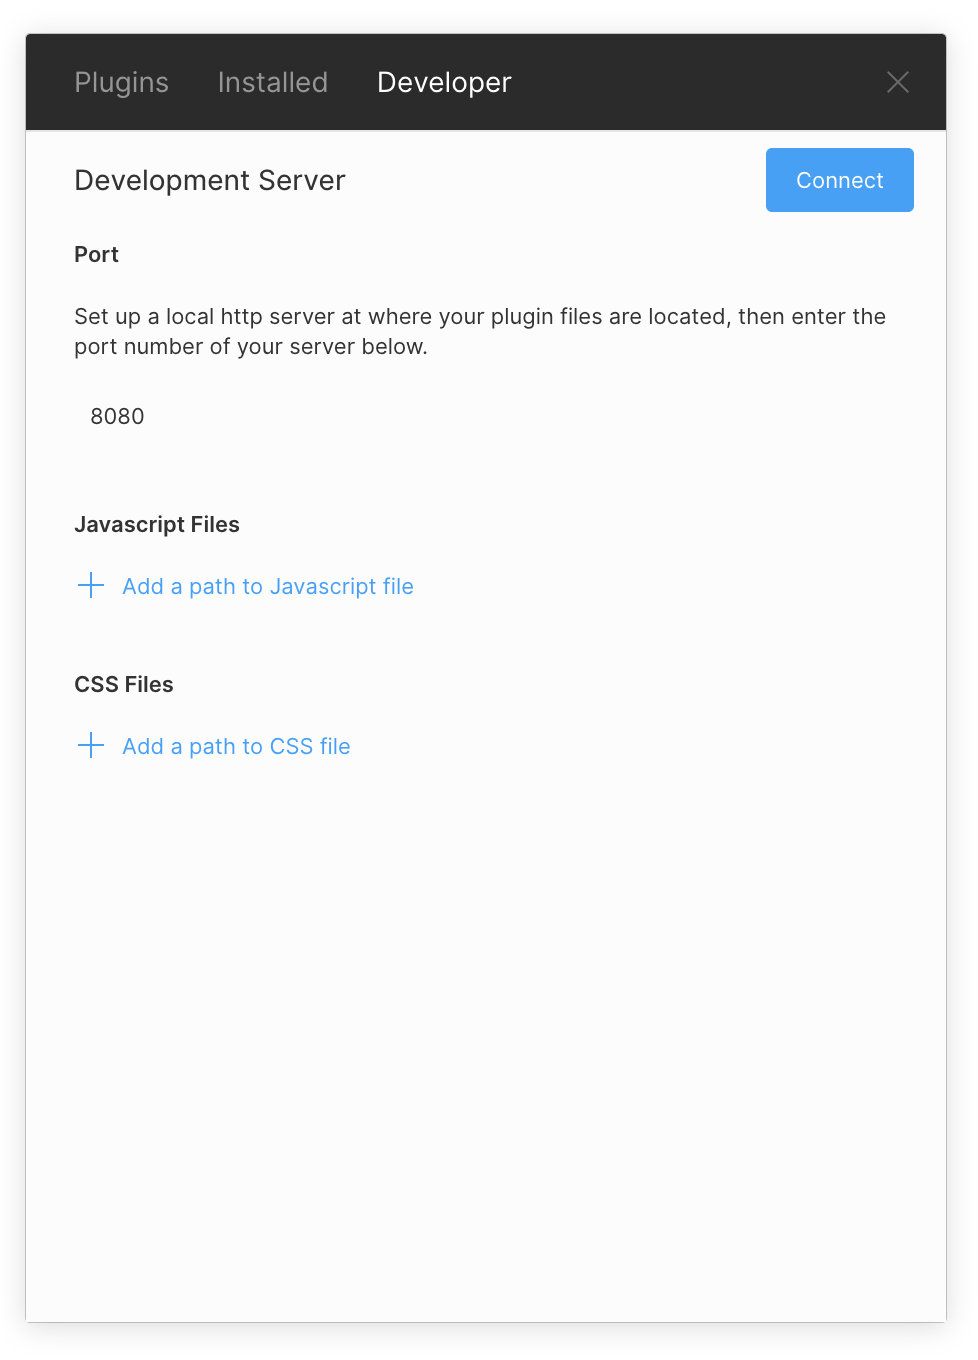 Plugins Installed Developer
Development Server Connect
Port
Set up a local http server at where your plugin files are located, then enter the
port number of your server below.
8080
Javascript Files
Add a path to Javascript file
CSS Files
Add a path to CSS file